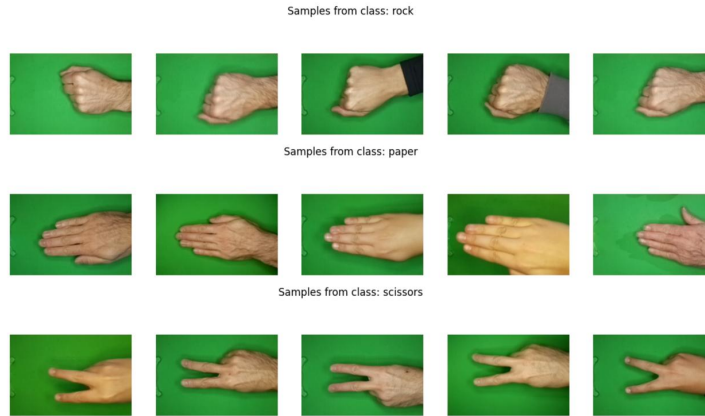 Samples from class: rock
Samples from class: paper
Samples from class: scissors